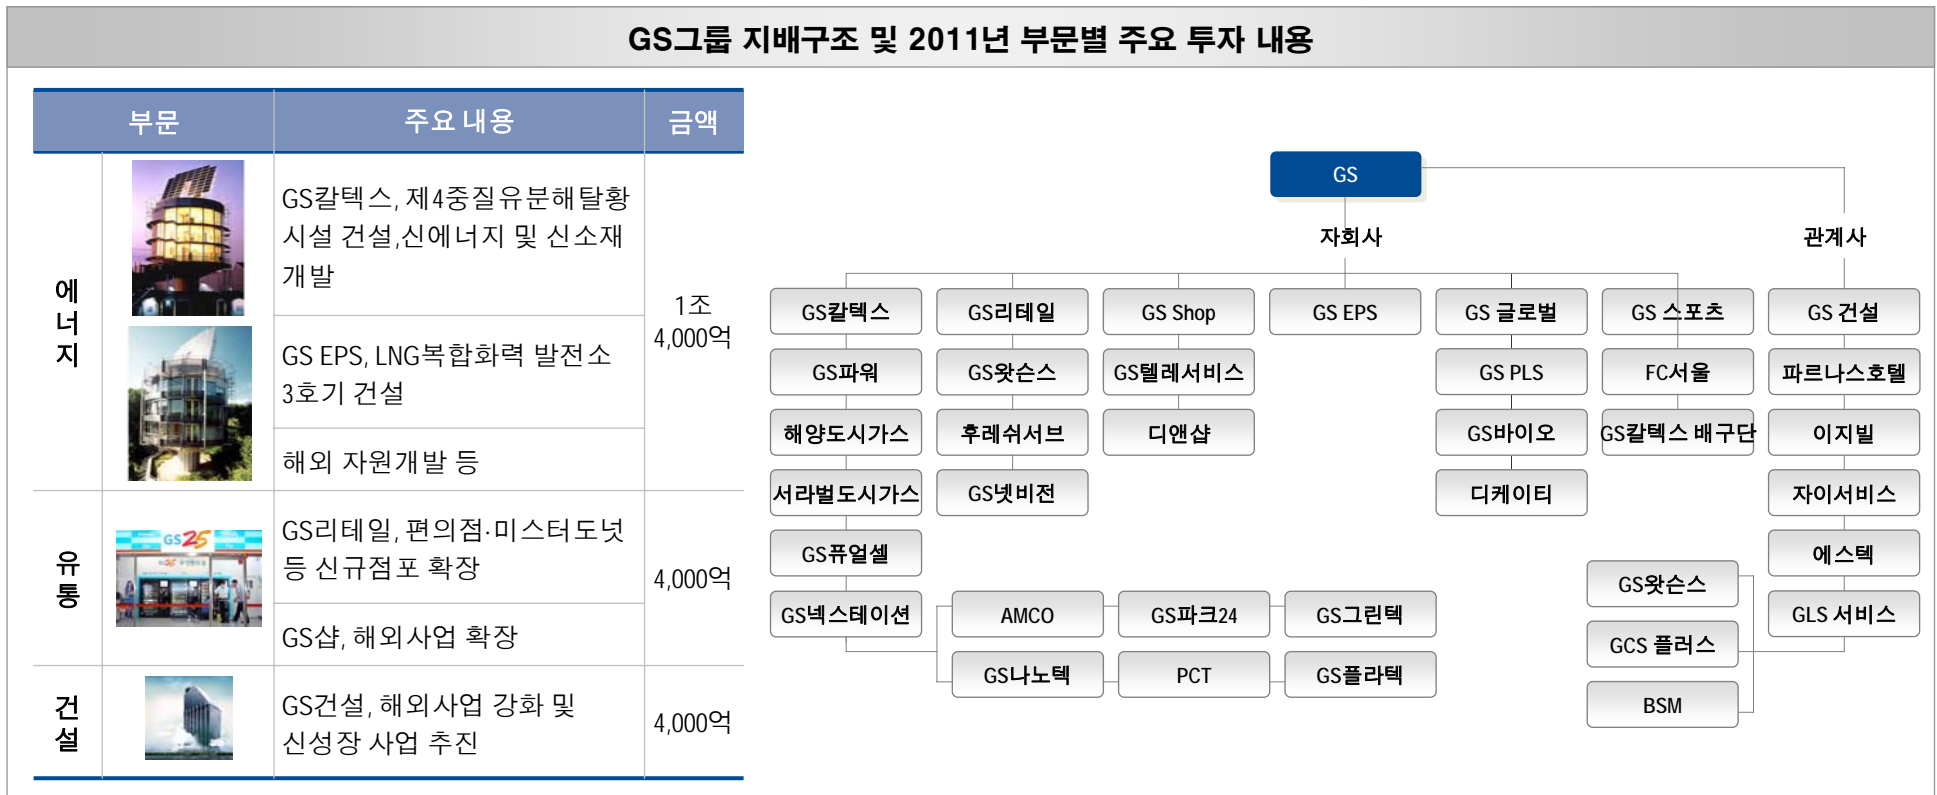 GS그룹 지배구조 및 2011년 부문별 주요 투자 내용
부문
주요 내용
금액
에
너
지
GS칼텍스, 제4중질유분해탈황
시설 건설,신에너지 및 신소재
개발
GS EPS, LNG복합화력 발전소
3호기 건설
해외 자원개발 등
1조
4,000억
유
통
GS25
GS리테일, 편의점·미스터도넛
등 신규점포 확장
GS샵, 해외사업 확장
4,000억
건
설
GS건설, 해외사업 강화 및
신성장 사업 추진
4,000억
GS
자회사
관계사
GS칼텍스
GS리테일
GS Shop
GS EPS
GS 글로벌
GS 스포츠
GS 건설
GS파워
GS왓슨스
GS텔레서비스
GS PLS
FC서울
파르나스호텔
해양도시가스
후레쉬서브
디앤샵
GS바이오
GS칼텍스 배구단
이지빌
서라벌도시가스
GS넷비전
디케이티
자이서비스
GS퓨얼셀
에스텍
GS왓슨스
GS넥스테이션
AMCO
GS파크24
GS그린텍
GLS 서비스
GCS 플러스
GS나노텍
PCT
GS플라텍
BSM